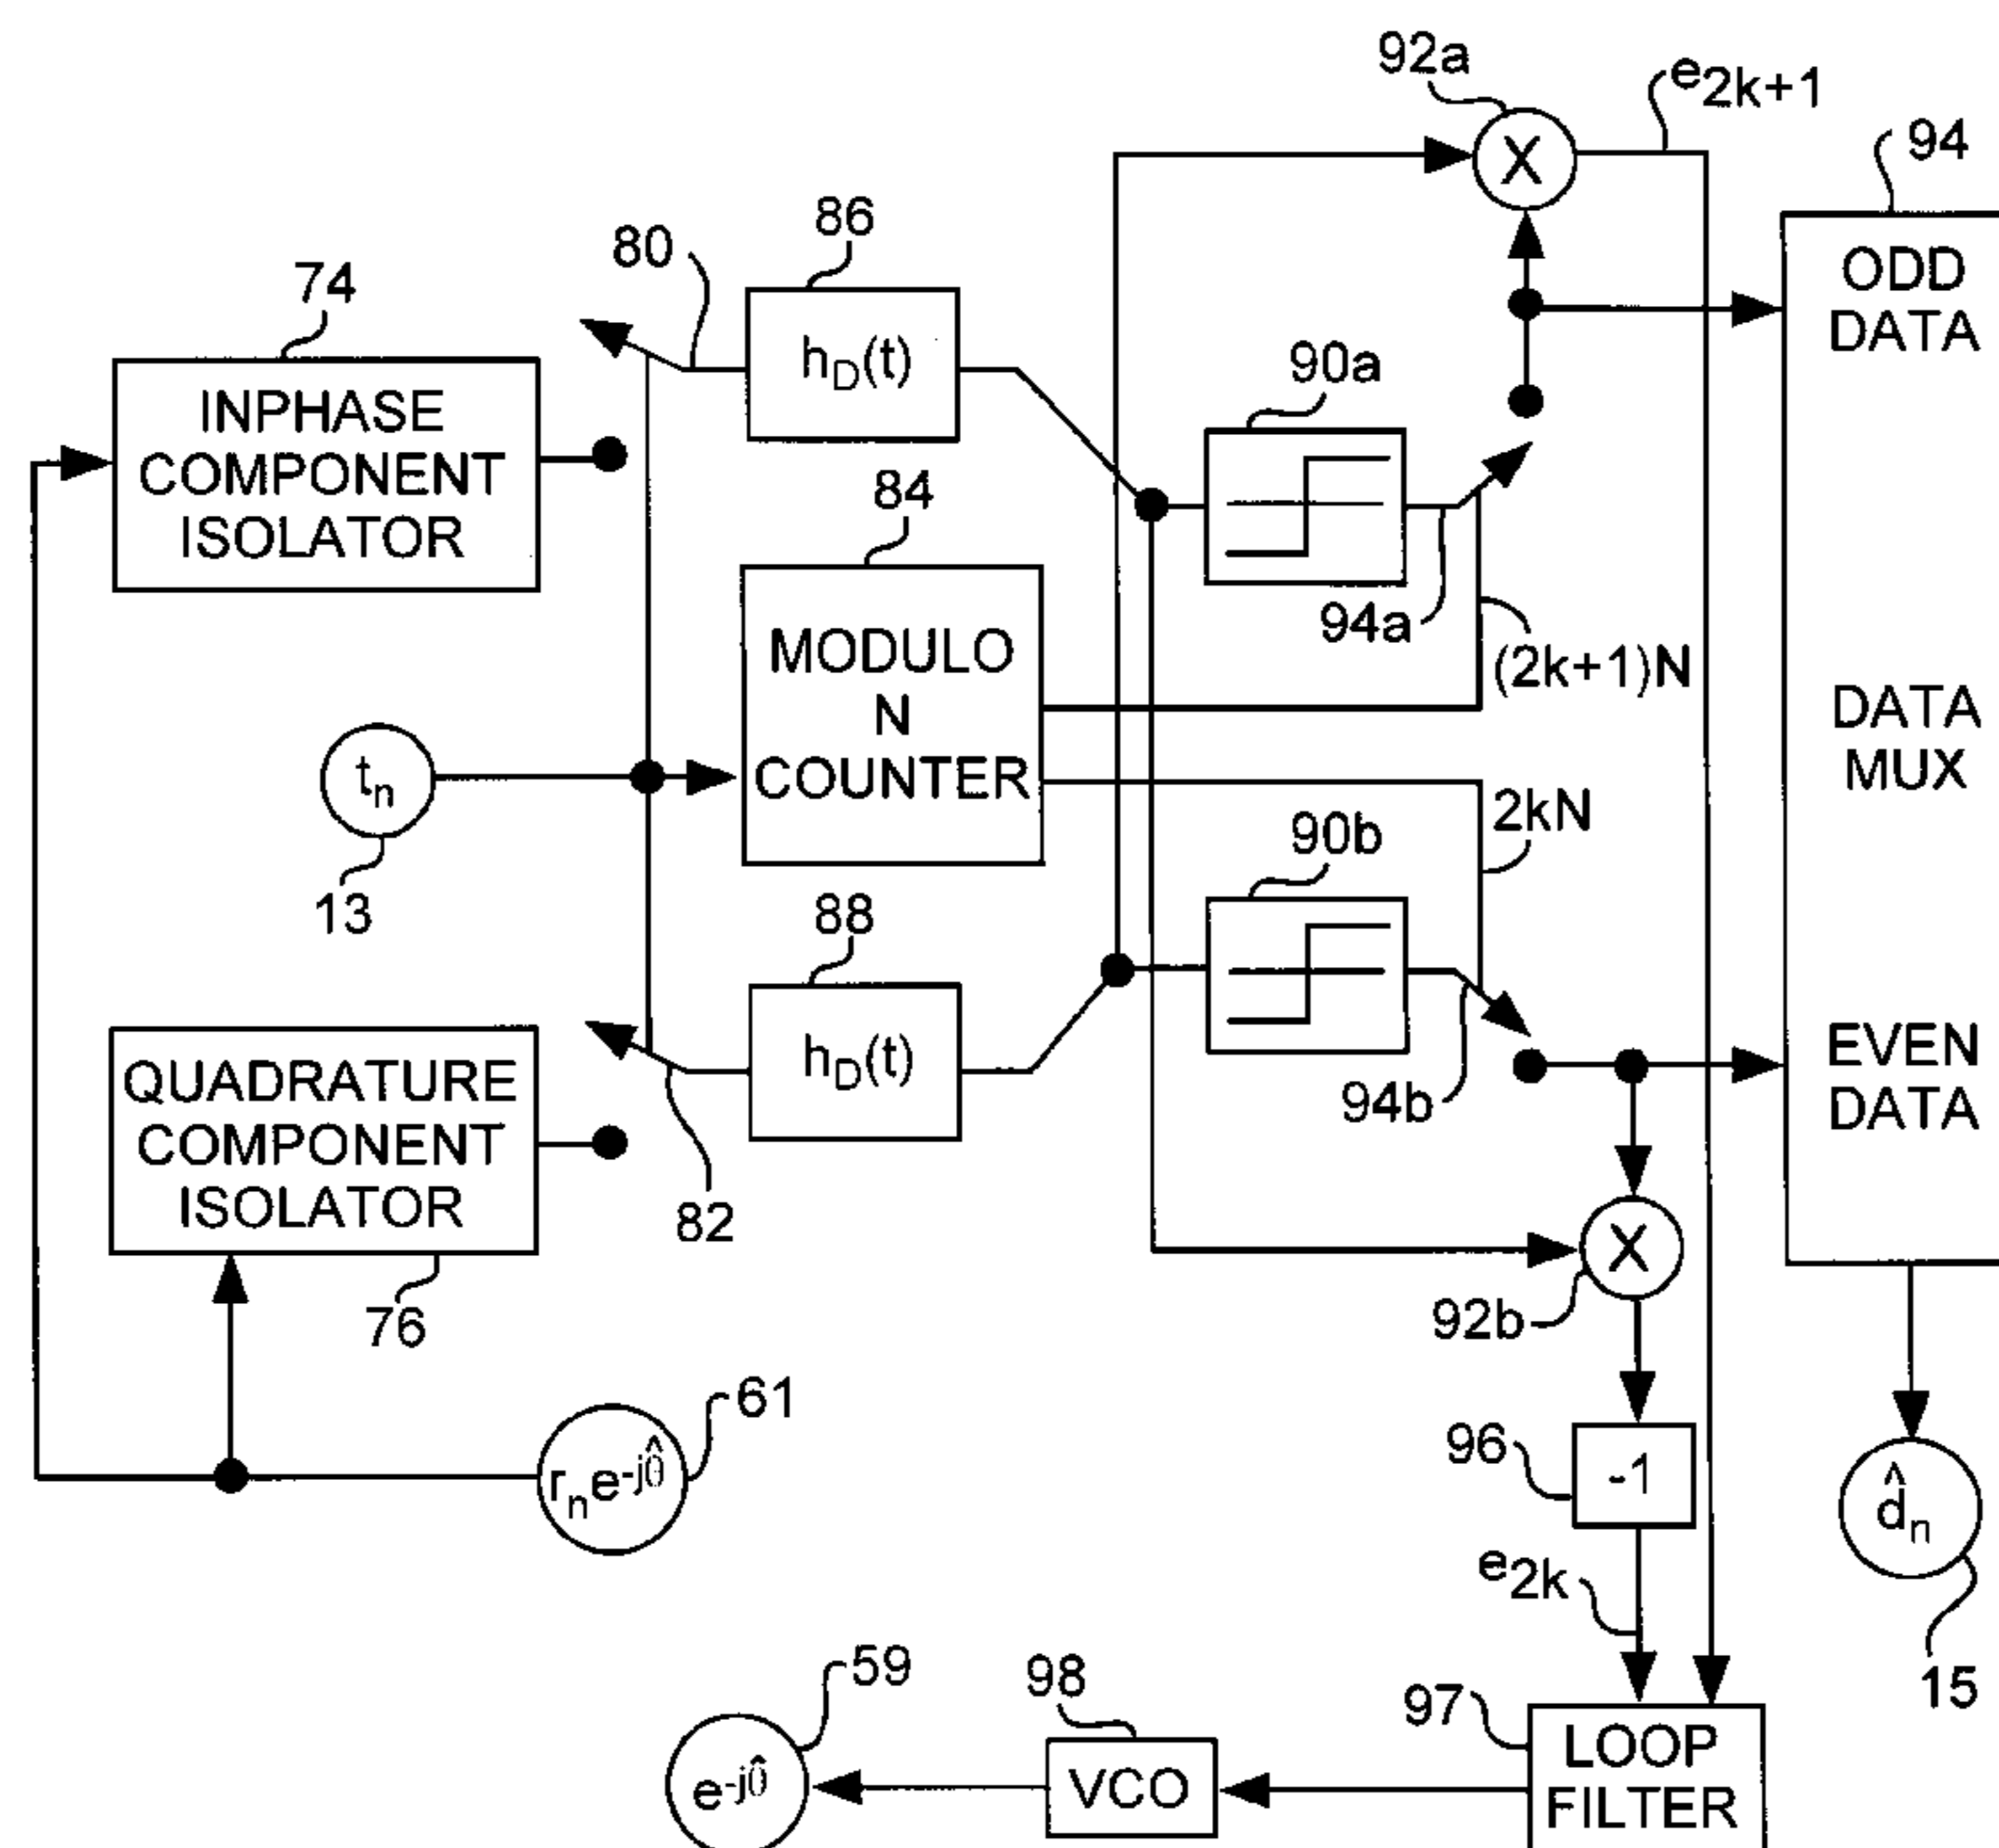 92a
e2k+1
94
86
80
74
hD(t)
ODD
DATA
90a
INPHASE
COMPONENT
ISOLATOR
84
94a
(2k+1)N
MODULO
N
COUNTER
DATA
MUX
tn
2kN
90b
13
88
hD(t)
EVEN
DATA
QUADRATURE
COMPONENT
ISOLATOR
94b
82
X
X
92b
76
61
rne-jθ̂
96
-1
d̂n
e2k
15
59
98
97
LOOP
FILTER
VCO
e-jθ̂